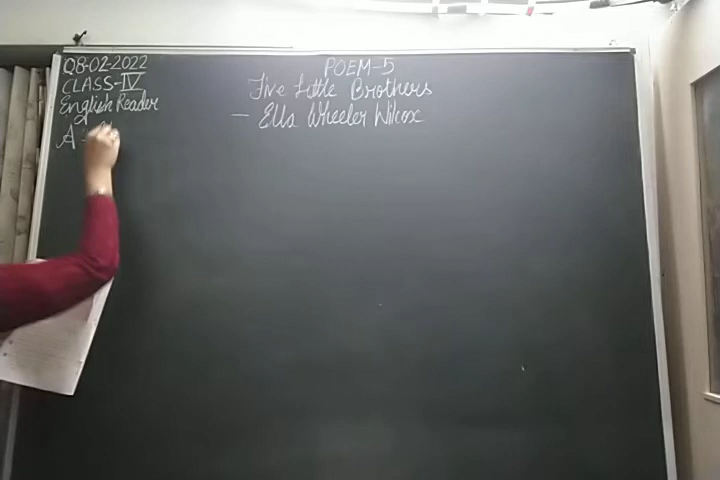 08-02-2022
CLASS-IV
English Reader
A
POEM-5
Five Little Brothers
- Ella Wheeler Wilcox